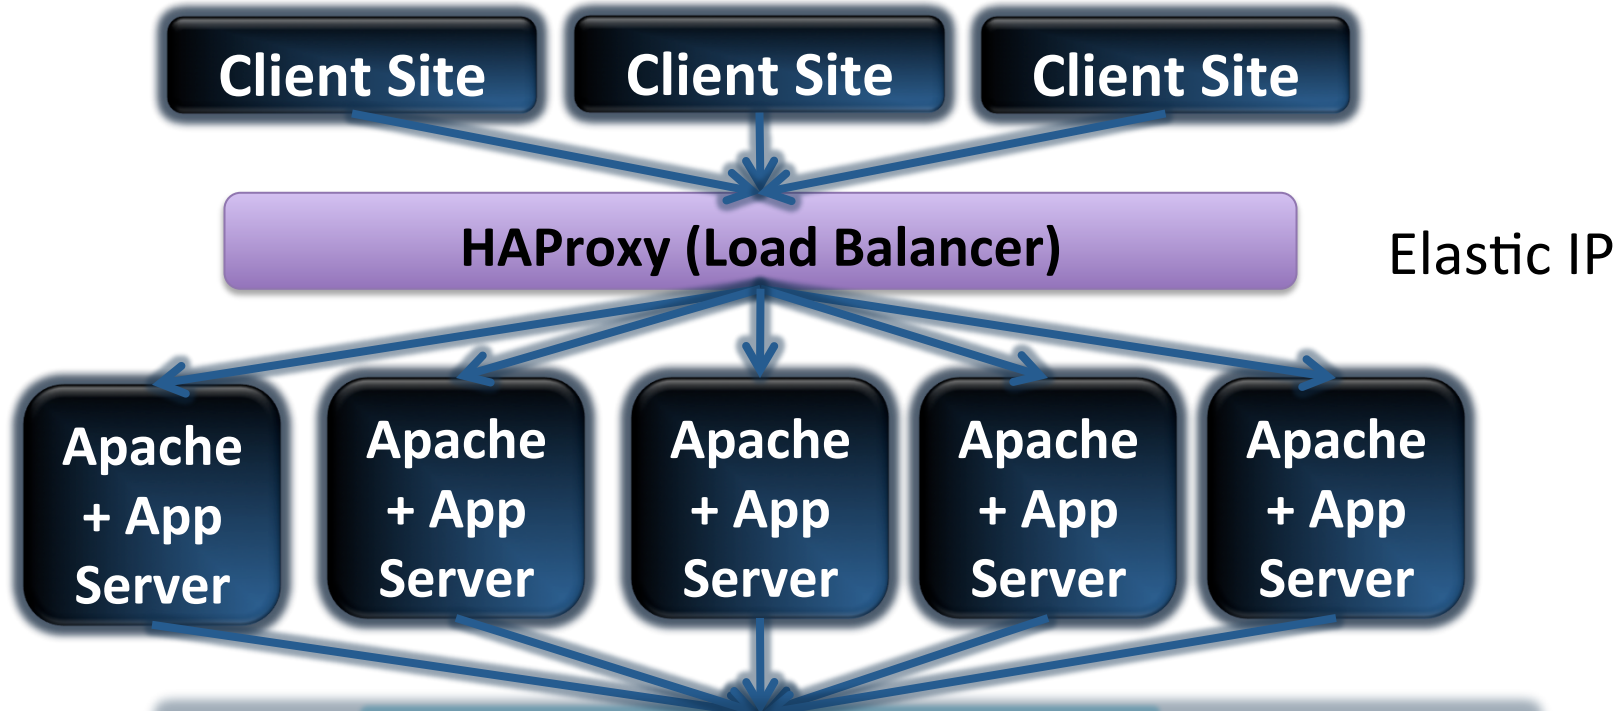 Client Site
Client Site
Client Site
HAProxy (Load Balancer)
Elastic IP
Apache
+ App
Server
Apache
+ App
Server
Apache
+ App
Server
Apache
+ App
Server
Apache
+ App
Server